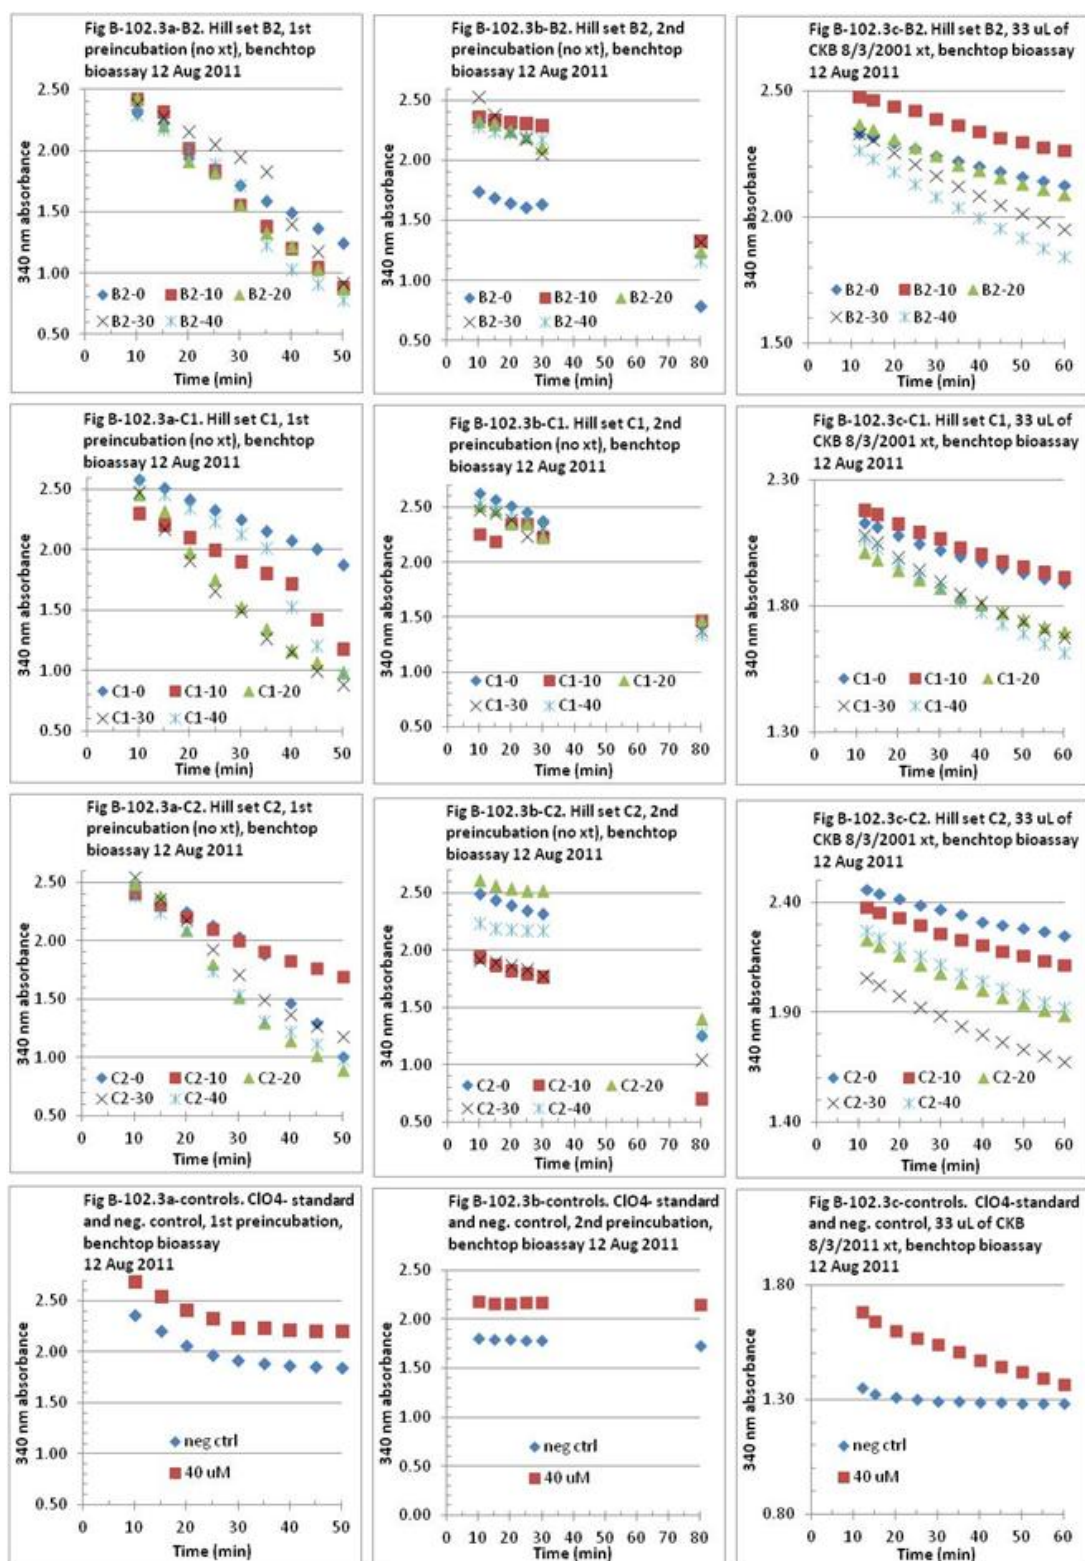 Fig B-102.3a-B2. Hill set B2, 1st
preincubation (no xt), benchtop
bioassay 12 Aug 2011
2.50
2.00
1.50
1.00
0.50
340 nm absorbance
B2-0 B2-10 B2-20
B2-30 B2-40
0 10 20 30 40 50
Time (min)
Fig B-102.3b-B2. Hill set B2, 2nd
preincubation (no xt), benchtop
bioassay 12 Aug 2011
2.50
2.00
1.50
1.00
0.50
340 nm absorbance
B2-0 B2-10 B2-20
B2-30 B2-40
0 10 20 30 40 50 60 70 80
Time (min)
Fig B-102.3c-B2. Hill set B2, 33 uL of
CKB 8/3/2001 xt, benchtop bioassay
12 Aug 2011
2.50
2.00
1.50
340 nm absorbance
B2-0 B2-10 B2-20
B2-30 B2-40
0 10 20 30 40 50 60
Time (min)
Fig B-102.3a-C1. Hill set C1, 1st
preincubation (no xt), benchtop
bioassay 12 Aug 2011
2.50
2.00
1.50
1.00
0.50
340 nm absorbance
C1-0 C1-10 C1-20
C1-30 C1-40
0 10 20 30 40 50
Time (min)
Fig B-102.3b-C1. Hill set C1, 2nd
preincubation (no xt), benchtop
bioassay 12 Aug 2011
2.50
2.00
1.50
1.00
0.50
340 nm absorbance
C1-0 C1-10 C1-20
C1-30 C1-40
0 10 20 30 40 50 60 70 80
Time (min)
Fig B-102.3c-C1. Hill set C1, 33 uL of
CKB 8/3/2001 xt, benchtop bioassay
12 Aug 2011
2.30
1.80
1.30
340 nm absorbance
C1-0 C1-10 C1-20
C1-30 C1-40
0 10 20 30 40 50 60
Time (min)
Fig B-102.3a-C2. Hill set C2, 1st
preincubation (no xt), benchtop
bioassay 12 Aug 2011
2.50
2.00
1.50
1.00
0.50
340 nm absorbance
C2-0 C2-10 C2-20
C2-30 C2-40
0 10 20 30 40 50
Time (min)
Fig B-102.3b-C2. Hill set C2, 2nd
preincubation (no xt), benchtop
bioassay 12 Aug 2011
2.50
2.00
1.50
1.00
0.50
340 nm absorbance
C2-0 C2-10 C2-20
C2-30 C2-40
0 10 20 30 40 50 60 70 80
Time (min)
Fig B-102.3c-C2. Hill set C2, 33 uL of
CKB 8/3/2001 xt, benchtop bioassay
12 Aug 2011
2.40
1.90
1.40
340 nm absorbance
C2-0 C2-10 C2-20
C2-30 C2-40
0 10 20 30 40 50 60
Time (min)
Fig B-102.3a-controls. ClO4- standard
and neg. control, 1st preincubation,
benchtop bioassay
12 Aug 2011
2.50
2.00
1.50
1.00
0.50
340 nm absorbance
neg ctrl
40 uM
0 10 20 30 40 50
Time (min)
Fig B-102.3b-controls. ClO4- standard
and neg. control, 2nd preincubation,
benchtop bioassay 12 Aug 2011
2.50
2.00
1.50
1.00
0.50
0.00
340 nm absorbance
neg ctrl
40 uM
0 10 20 30 40 50 60 70 80
Time (min)
Fig B-102.3c-controls. ClO4-standard
and neg. control, 33 uL of CKB
8/3/2011 xt, benchtop bioassay
12 Aug 2011
1.80
1.30
0.80
340 nm absorbance
neg ctrl
40 uM
0 10 20 30 40 50 60
Time (min)